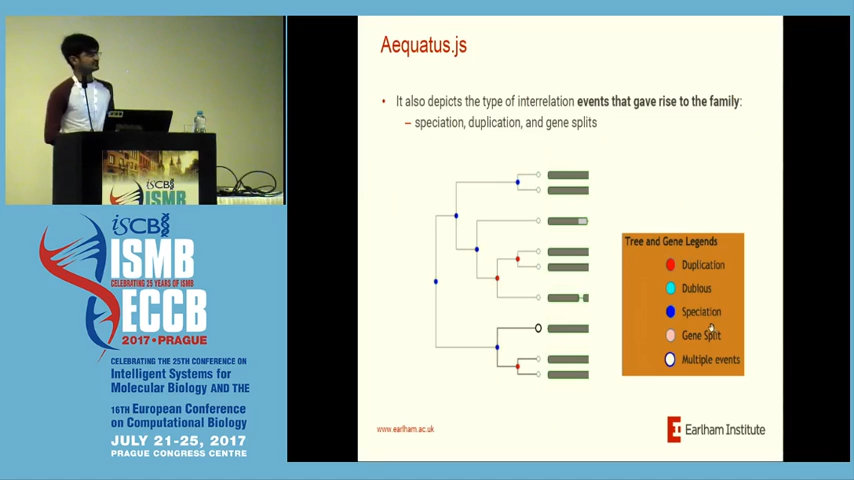 iSCB
ISMB
iSCB
ISMB
CELEBRATING 25 YEARS OF ISMB
ECCB
2017 • PRAGUE
CELEBRATING THE 25TH CONFERENCE ON
Intelligent Systems for
Molecular Biology AND THE
16TH European Conference
on Computational Biology
JULY 21-25, 2017
PRAGUE CONGRESS CENTRE
Aequatus.js
• It also depicts the type of interrelation events that gave rise to the family:
– speciation, duplication, and gene splits
Tree and Gene Legends
Duplication
Dubious
Speciation
Gene Split
Multiple events
www.earlham.ac.uk
Earlham Institute